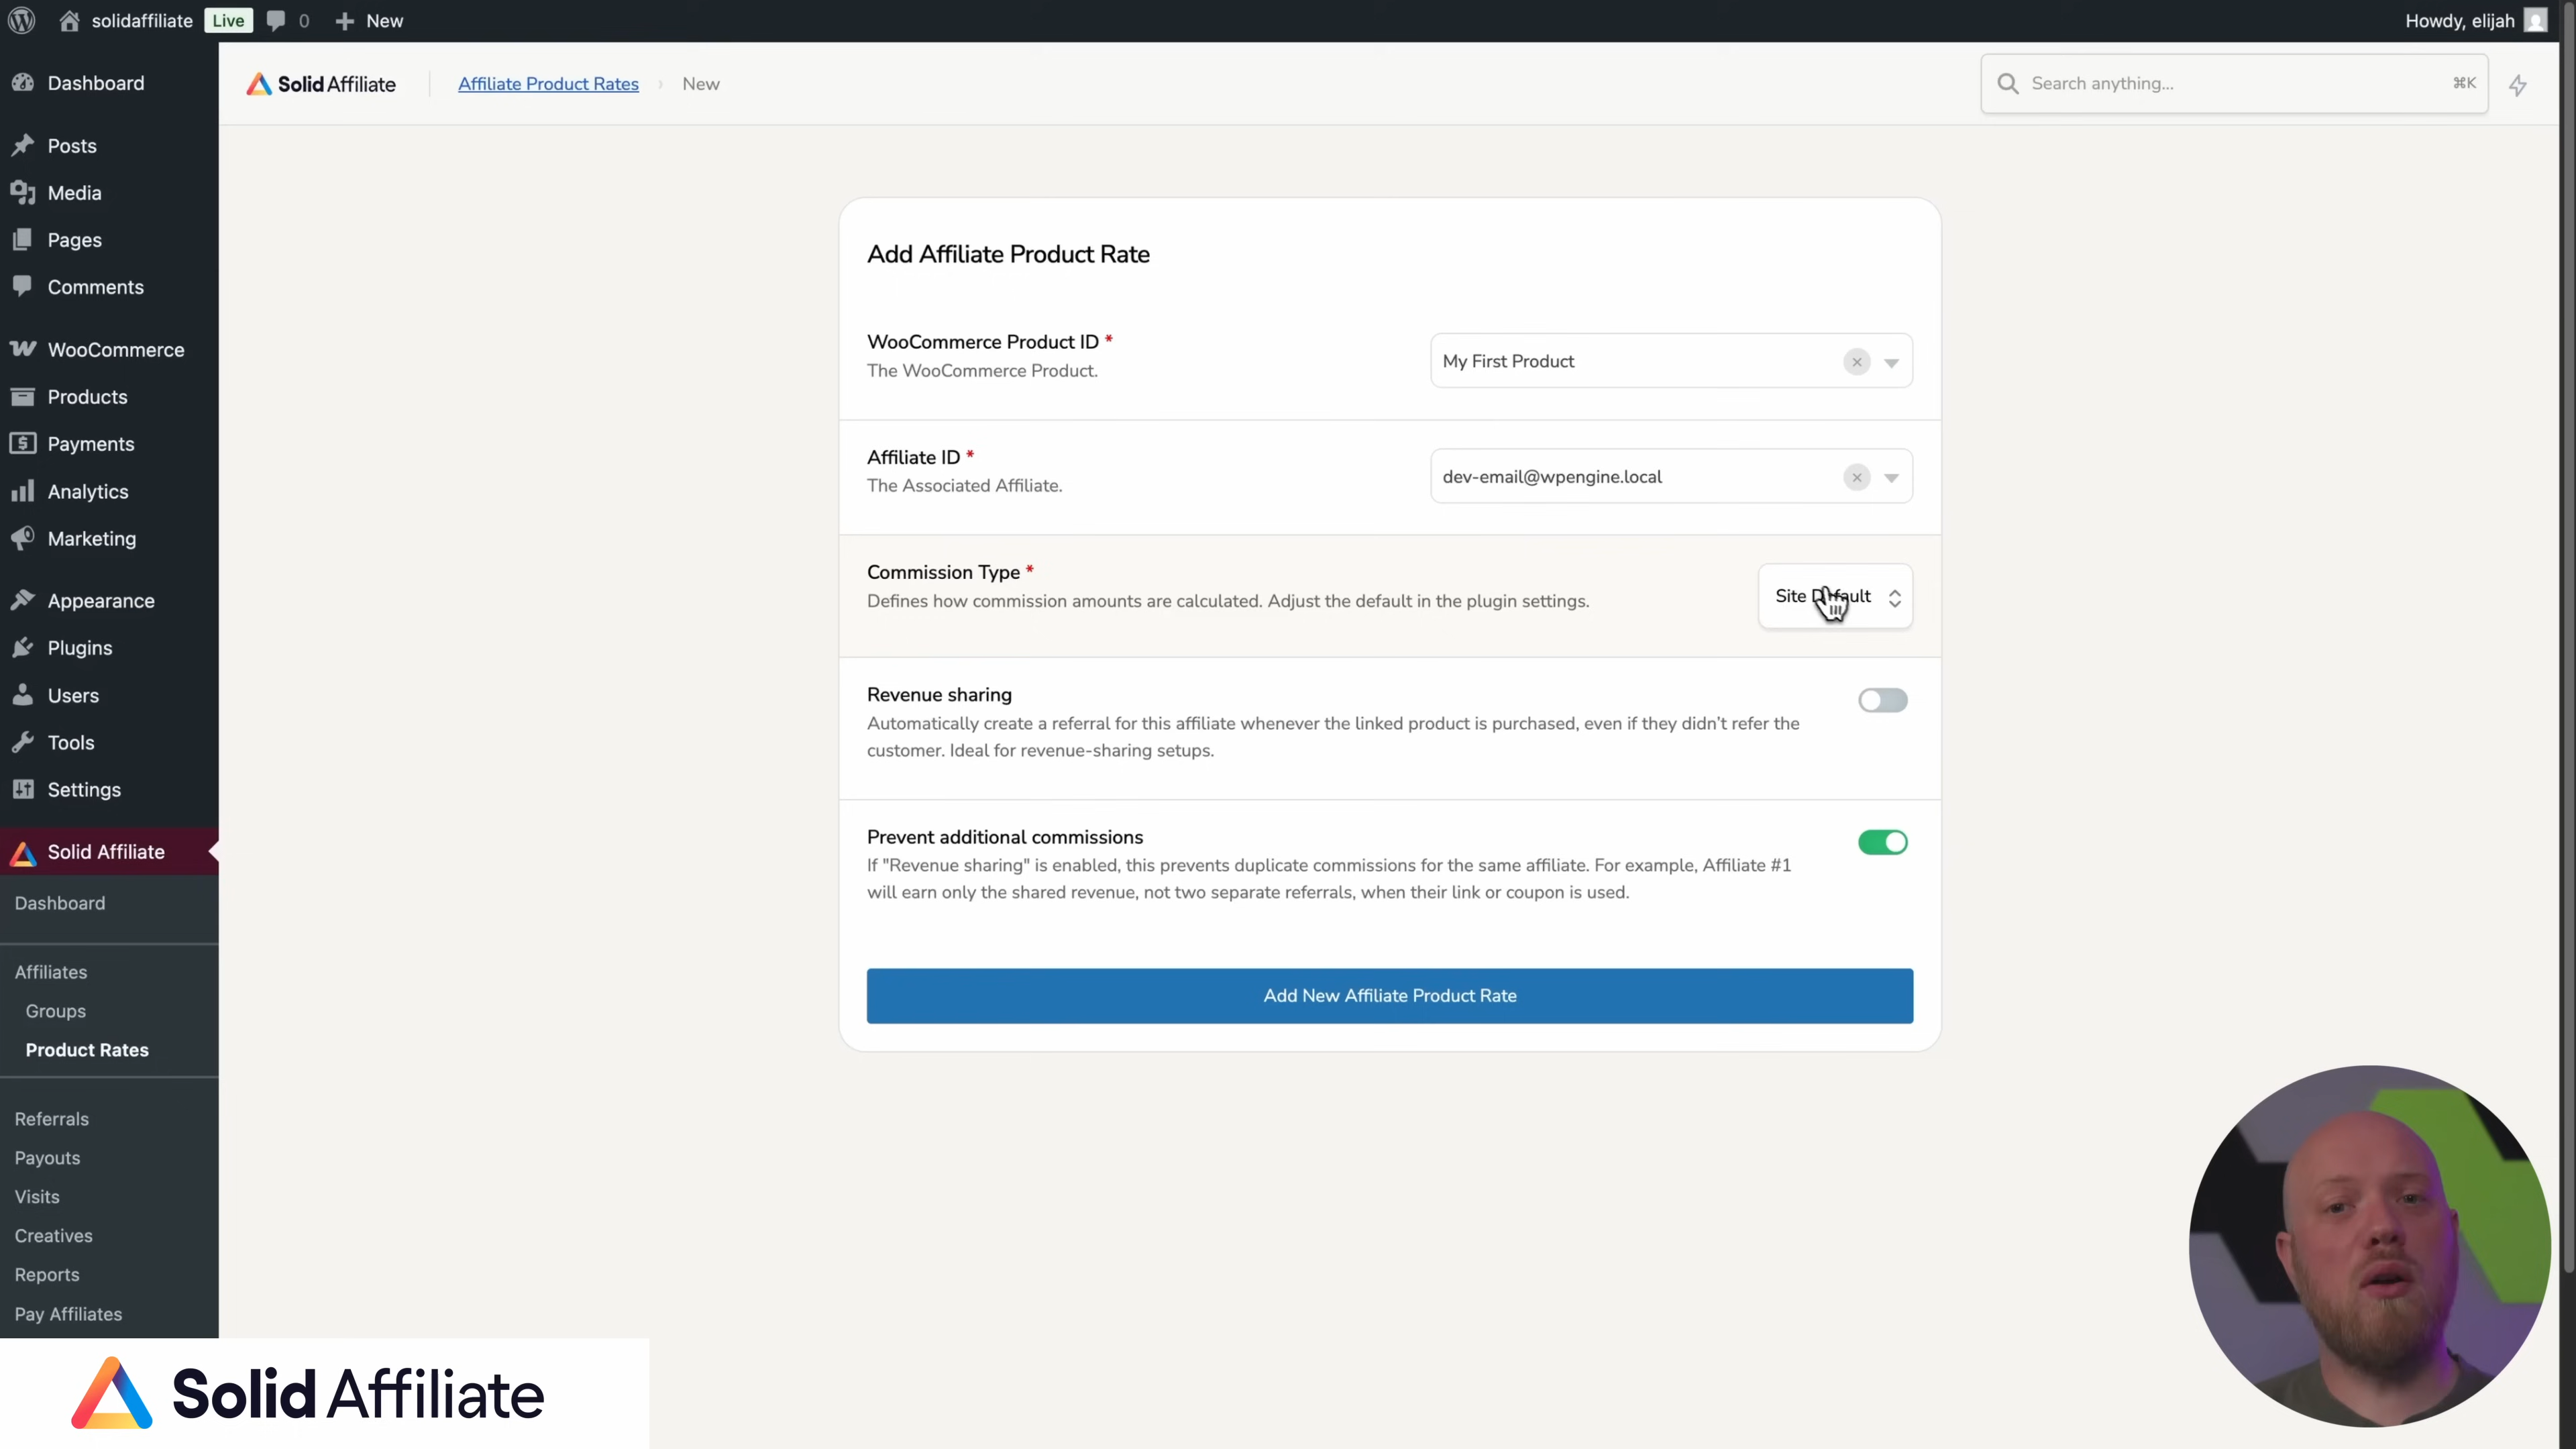 solidaffiliate Live 0 + New
Howdy, elijah
Dashboard
Posts
Media
Pages
Comments
WooCommerce
Products
Payments
Analytics
Marketing
Appearance
Plugins
Users
Tools
Settings
Solid Affiliate
Dashboard
Affiliates
Groups
Product Rates
Referrals
Payouts
Visits
Creatives
Reports
Pay Affiliates
Solid Affiliate
Affiliate Product Rates › New
Search anything... ⌘K
Add Affiliate Product Rate
WooCommerce Product ID *
The WooCommerce Product.
My First Product
Affiliate ID *
The Associated Affiliate.
dev-email@wpengine.local
Commission Type *
Defines how commission amounts are calculated. Adjust the default in the plugin settings.
Site Default
Revenue sharing
Automatically create a referral for this affiliate whenever the linked product is purchased, even if they didn't refer the
customer. Ideal for revenue-sharing setups.
Prevent additional commissions
If "Revenue sharing" is enabled, this prevents duplicate commissions for the same affiliate. For example, Affiliate #1
will earn only the shared revenue, not two separate referrals, when their link or coupon is used.
Add New Affiliate Product Rate
Solid Affiliate